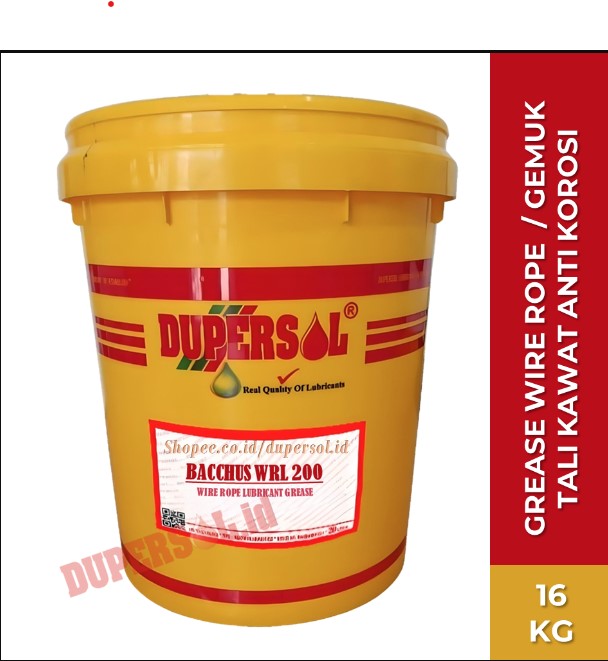 DUPERSOL®
Real Quality Of Lubricants
Shopee.co.id/dupersol.id
BACCHUS WRL 200
WIRE ROPE LUBRICANT GREASE
DUPERSOL.id
GREASE WIRE ROPE / GEMUK
TALI KAWAT ANTI KOROSI
16
KG